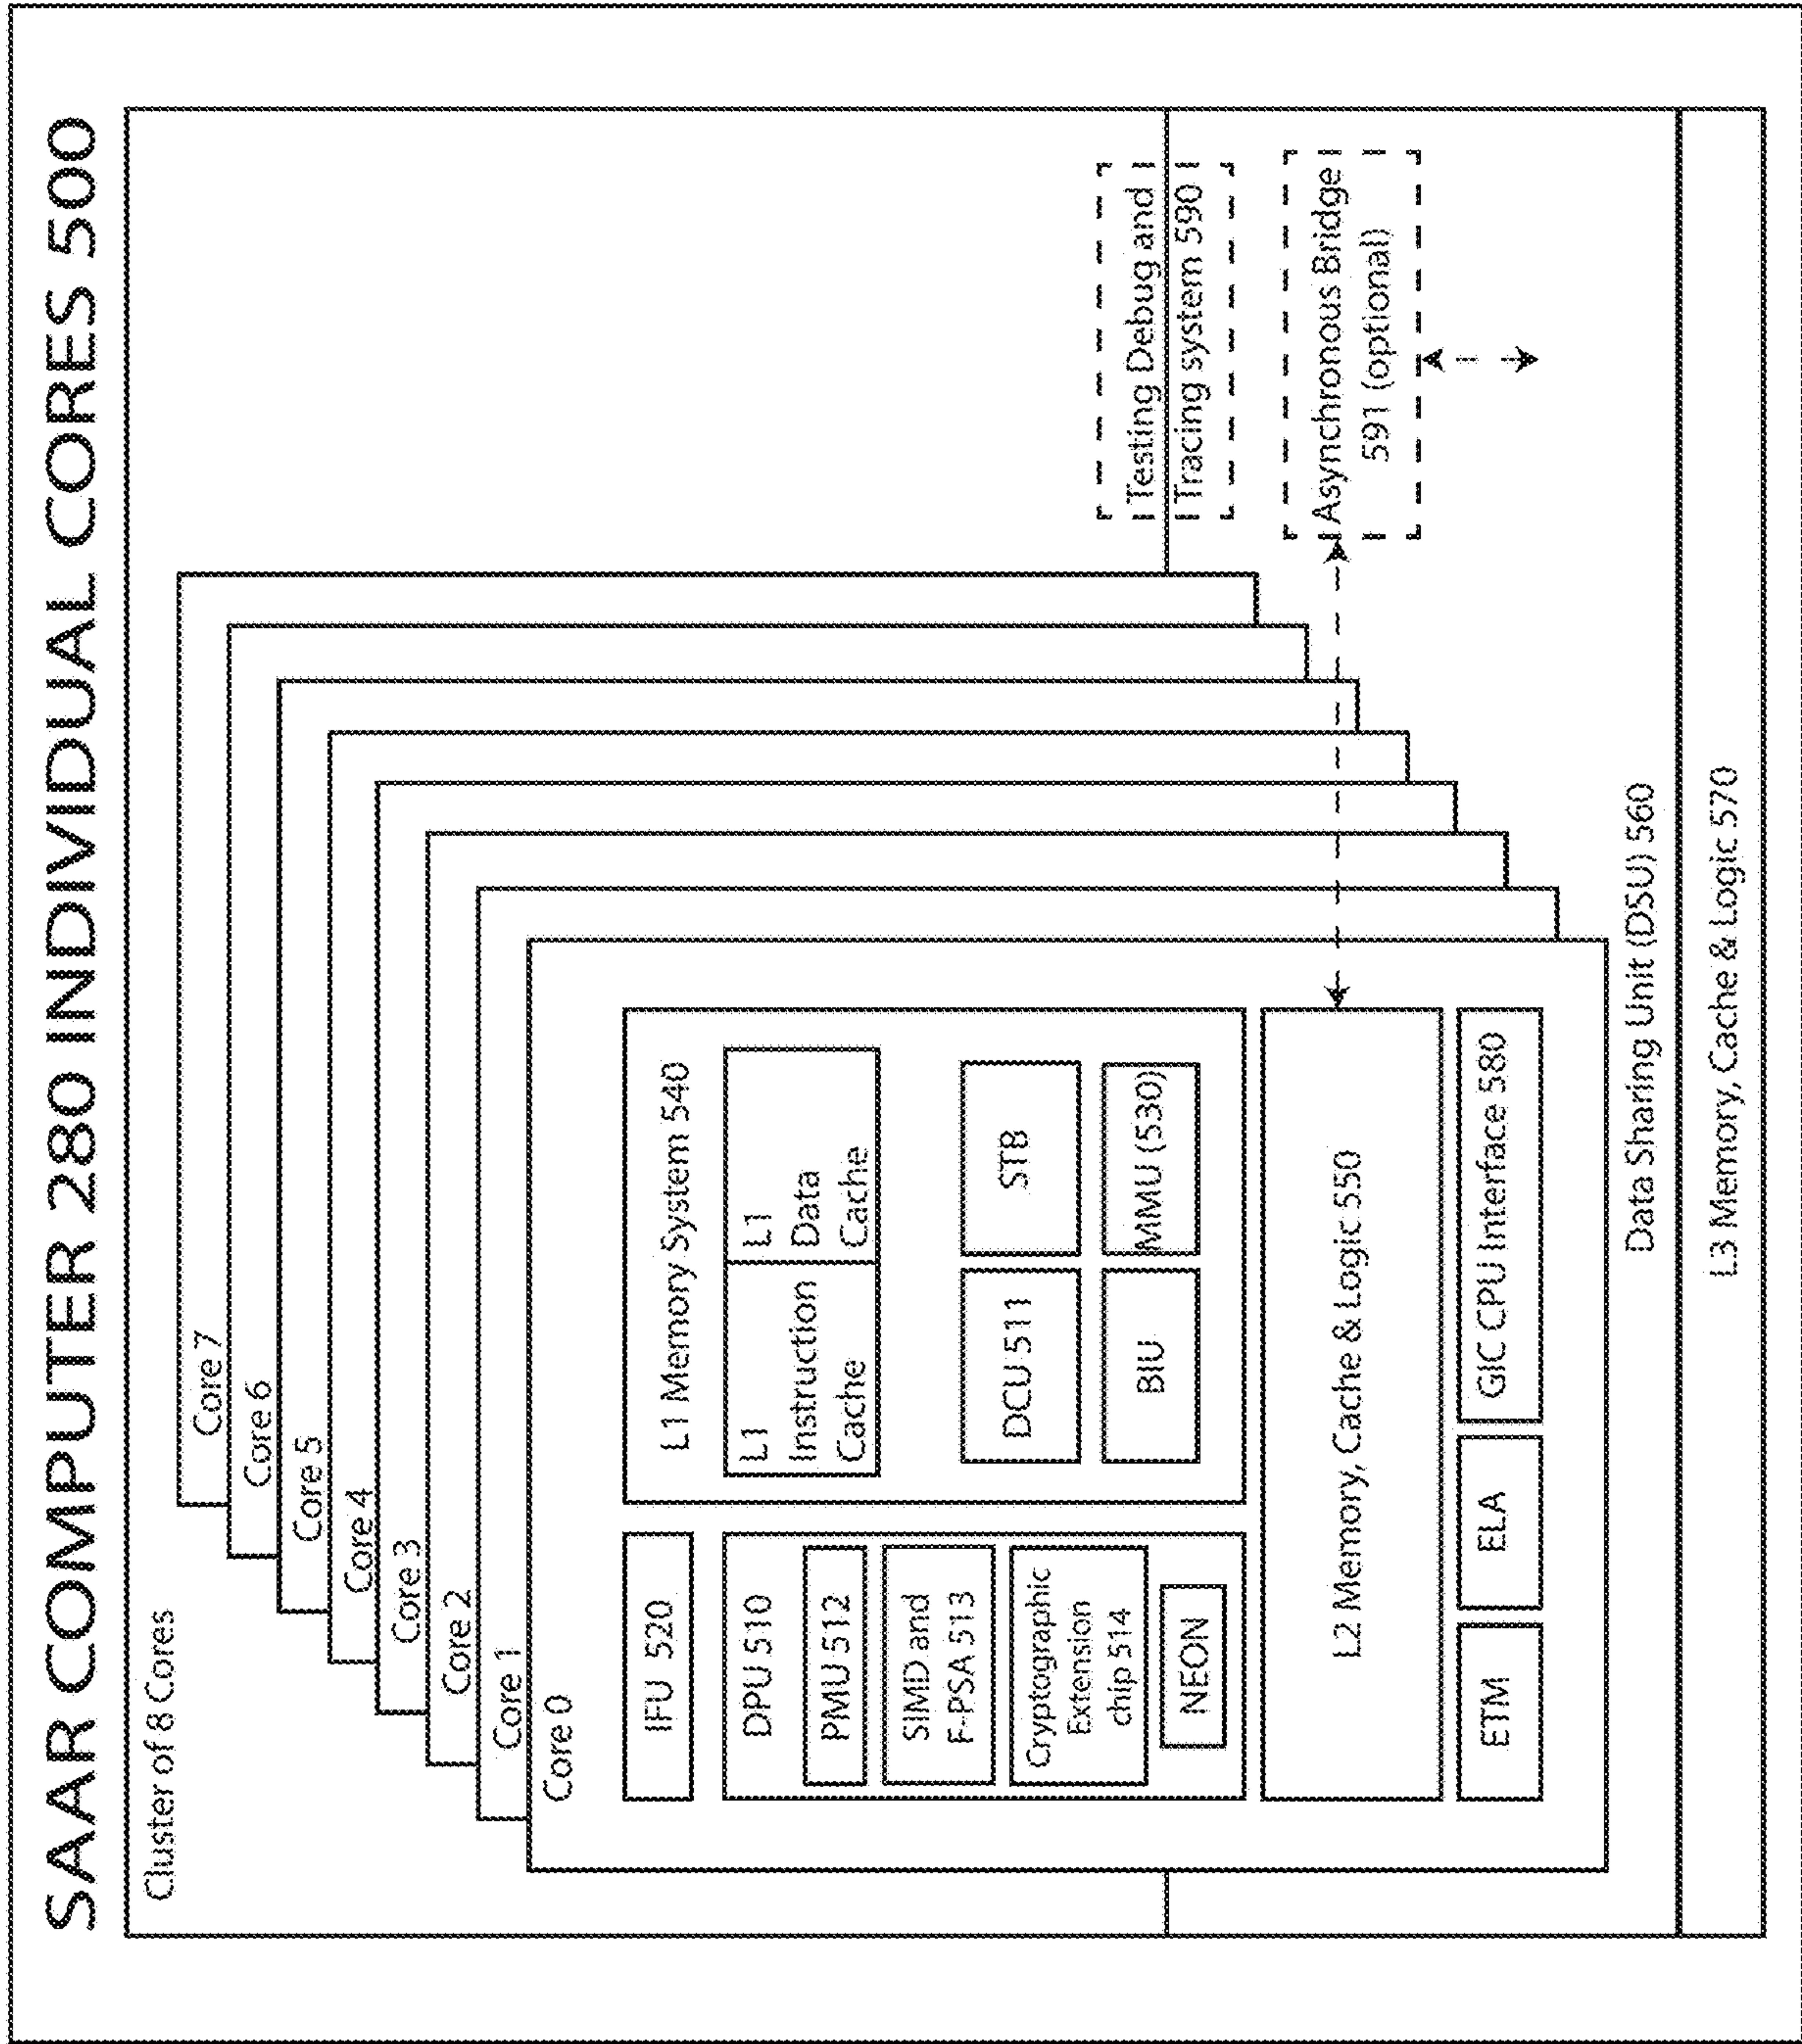 SAAR COMPUTER 280 INDIVIDUAL CORES 500
Cluster of 8 Cores
Core 7
Core 6
Core 5
Core 4
Core 3
Core 2
Core 1
Core 0
IFU 520
DPU 510
PMU 512
SIMD and
F-PSA 513
Cryptographic
Extension
chip 514
NEON
L1 Memory System 540
L1
Instruction
Cache
L1
Data
Cache
DCU 511
STB
BIU
MMU (530)
L2 Memory, Cache & Logic 550
ETM
ELA
GIC CPU Interface 580
Testing Debug and
Tracing system 590
Asynchronous Bridge
591 (optional)
Data Sharing Unit (DSU) 560
L3 Memory, Cache & Logic 570